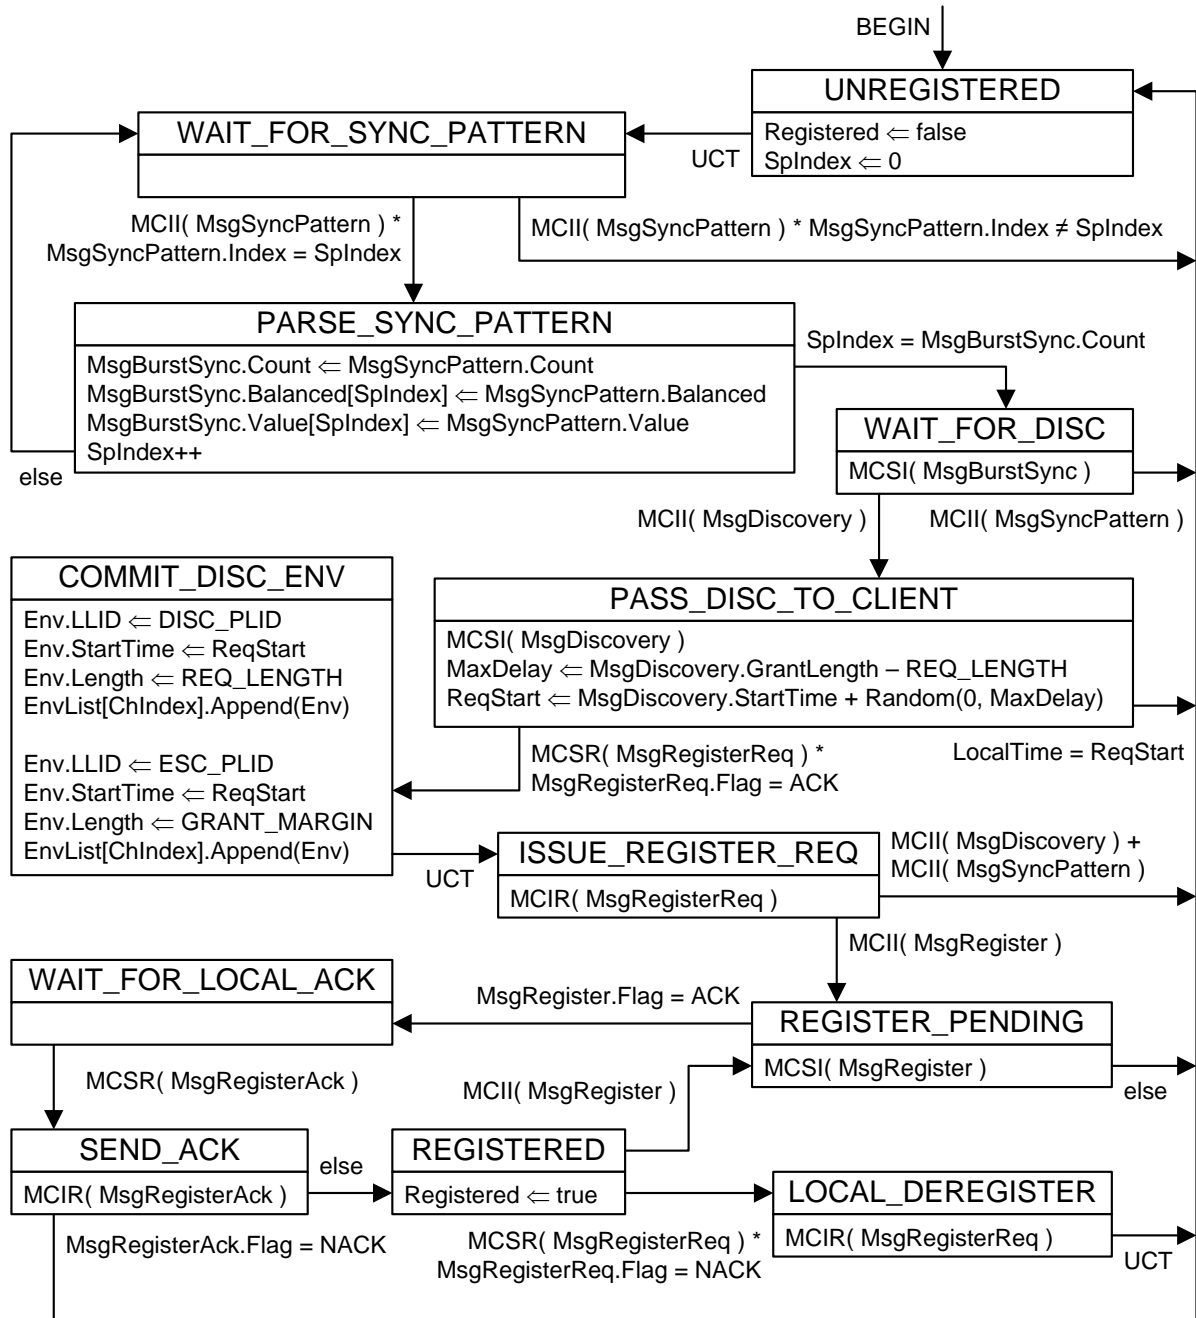 BEGIN
UNREGISTERED
Registered ⇐ false
SpIndex ⇐ 0
UCT
WAIT_FOR_SYNC_PATTERN
MCII( MsgSyncPattern ) *
MsgSyncPattern.Index = SpIndex
MCII( MsgSyncPattern ) * MsgSyncPattern.Index ≠ SpIndex
PARSE_SYNC_PATTERN
MsgBurstSync.Count ⇐ MsgSyncPattern.Count
MsgBurstSync.Balanced[SpIndex] ⇐ MsgSyncPattern.Balanced
MsgBurstSync.Value[SpIndex] ⇐ MsgSyncPattern.Value
SpIndex++
else
SpIndex = MsgBurstSync.Count
WAIT_FOR_DISC
MCSI( MsgBurstSync )
MCII( MsgDiscovery )
MCII( MsgSyncPattern )
PASS_DISC_TO_CLIENT
MCSI( MsgDiscovery )
MaxDelay ⇐ MsgDiscovery.GrantLength – REQ_LENGTH
ReqStart ⇐ MsgDiscovery.StartTime + Random(0, MaxDelay)
MCSR( MsgRegisterReq ) *
MsgRegisterReq.Flag = ACK
LocalTime = ReqStart
COMMIT_DISC_ENV
Env.LLID ⇐ DISC_PLID
Env.StartTime ⇐ ReqStart
Env.Length ⇐ REQ_LENGTH
EnvList[ChIndex].Append(Env)
Env.LLID ⇐ ESC_PLID
Env.StartTime ⇐ ReqStart
Env.Length ⇐ GRANT_MARGIN
EnvList[ChIndex].Append(Env)
UCT
ISSUE_REGISTER_REQ
MCIR( MsgRegisterReq )
MCII( MsgDiscovery ) +
MCII( MsgSyncPattern )
MCII( MsgRegister )
REGISTER_PENDING
MCSI( MsgRegister )
else
MsgRegister.Flag = ACK
WAIT_FOR_LOCAL_ACK
MCSR( MsgRegisterAck )
MCII( MsgRegister )
SEND_ACK
MCIR( MsgRegisterAck )
else
MsgRegisterAck.Flag = NACK
REGISTERED
Registered ⇐ true
MCSR( MsgRegisterReq ) *
MsgRegisterReq.Flag = NACK
LOCAL_DEREGISTER
MCIR( MsgRegisterReq )
UCT